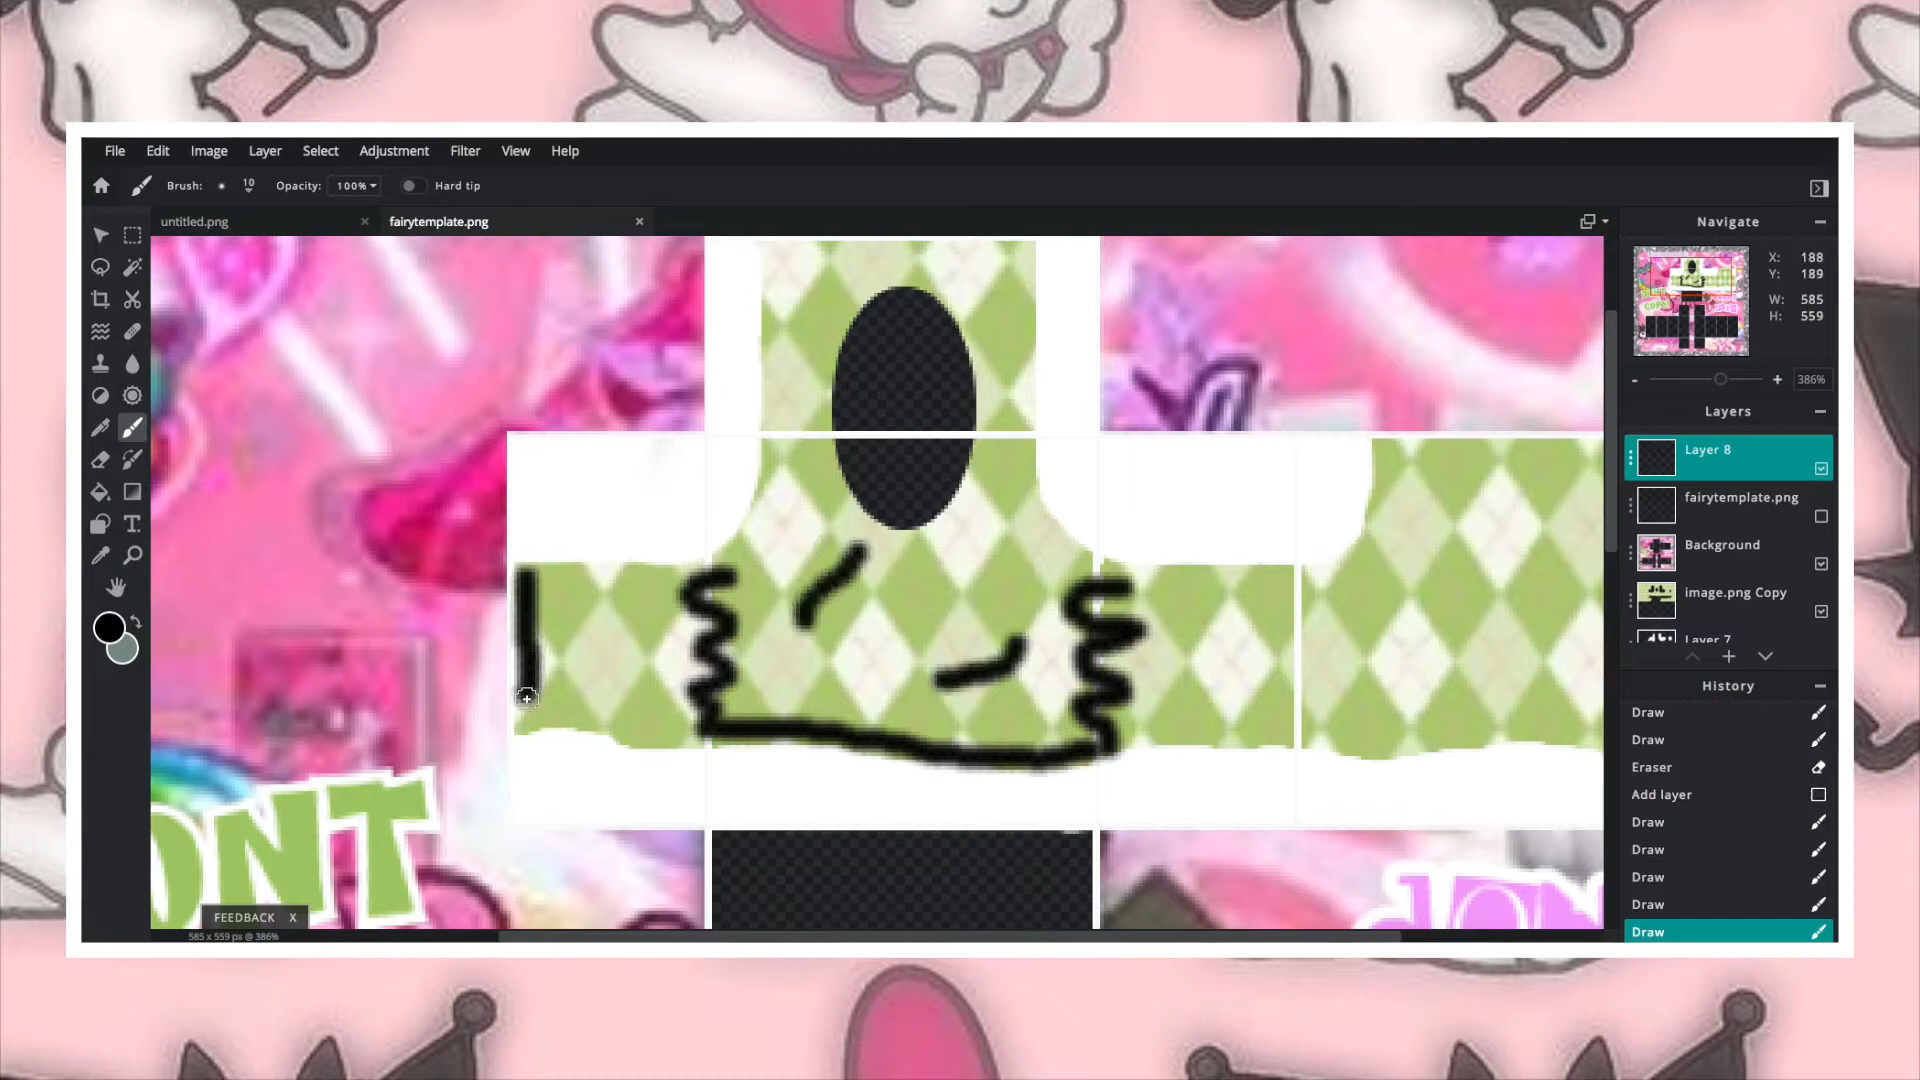 File Edit Image Layer Select Adjustment Filter View Help
Brush: 10 Opacity: 100% Hard tip
untitled.png fairytemplate.png
Navigate
X: 188
Y: 189
W: 585
H: 559
- + 386%
Layers
Layer 8
fairytemplate.png
Background
image.png Copy
Layer 7
History
Draw
Draw
Eraser
Add layer
Draw
Draw
Draw
Draw
Draw
FEEDBACK X
585 x 559 px @ 386%
ONT